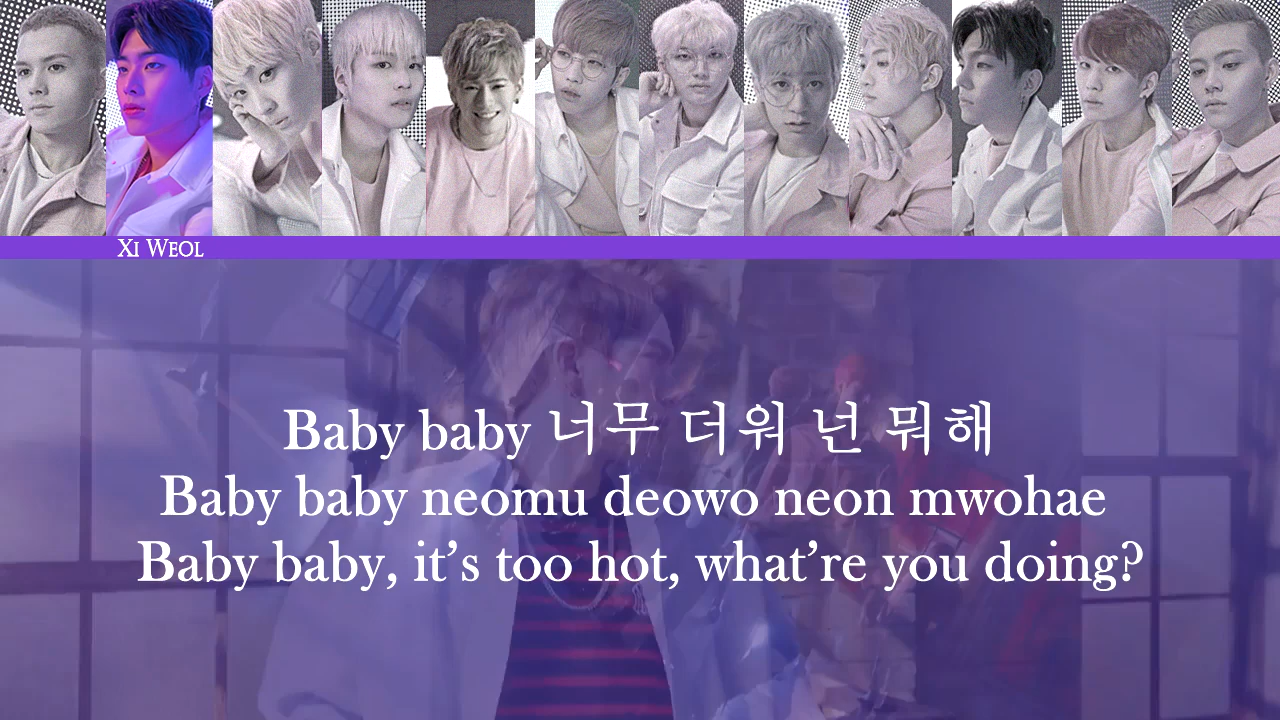 Xi Weol
Baby baby 너무 더워 넌 뭐해
Baby baby neomu deowo neon mwohae
Baby baby, it’s too hot, what’re you doing?